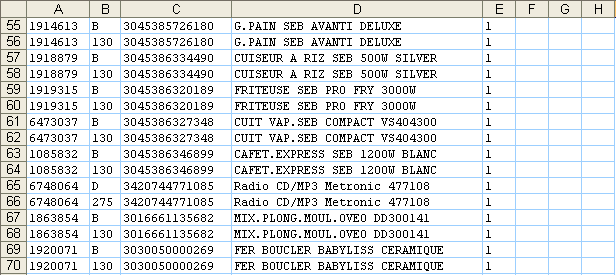 A B C D E F G H
55 1914613 B 3045385726180 G.PAIN SEB AVANTI DELUXE 1
56 1914613 130 3045385726180 G.PAIN SEB AVANTI DELUXE 1
57 1918879 B 3045386334490 CUISEUR A RIZ SEB 500W SILVER 1
58 1918879 130 3045386334490 CUISEUR A RIZ SEB 500W SILVER 1
59 1919315 B 3045386320189 FRITEUSE SEB PRO FRY 3000W 1
60 1919315 130 3045386320189 FRITEUSE SEB PRO FRY 3000W 1
61 6473037 B 3045386327348 CUIT VAP.SEB COMPACT VS404300 1
62 6473037 130 3045386327348 CUIT VAP.SEB COMPACT VS404300 1
63 1085832 B 3045386346899 CAFET.EXPRESS SEB 1200W BLANC 1
64 1085832 130 3045386346899 CAFET.EXPRESS SEB 1200W BLANC 1
65 6748064 D 3420744771085 Radio CD/MP3 Metronic 477108 1
66 6748064 275 3420744771085 Radio CD/MP3 Metronic 477108 1
67 1863854 B 3016661135682 MIX.PLONG.MOUL.OVEO DD300141 1
68 1863854 130 3016661135682 MIX.PLONG.MOUL.OVEO DD300141 1
69 1920071 B 3030050000269 FER BOUCLER BABYLISS CERAMIQUE 1
70 1920071 130 3030050000269 FER BOUCLER BABYLISS CERAMIQUE 1